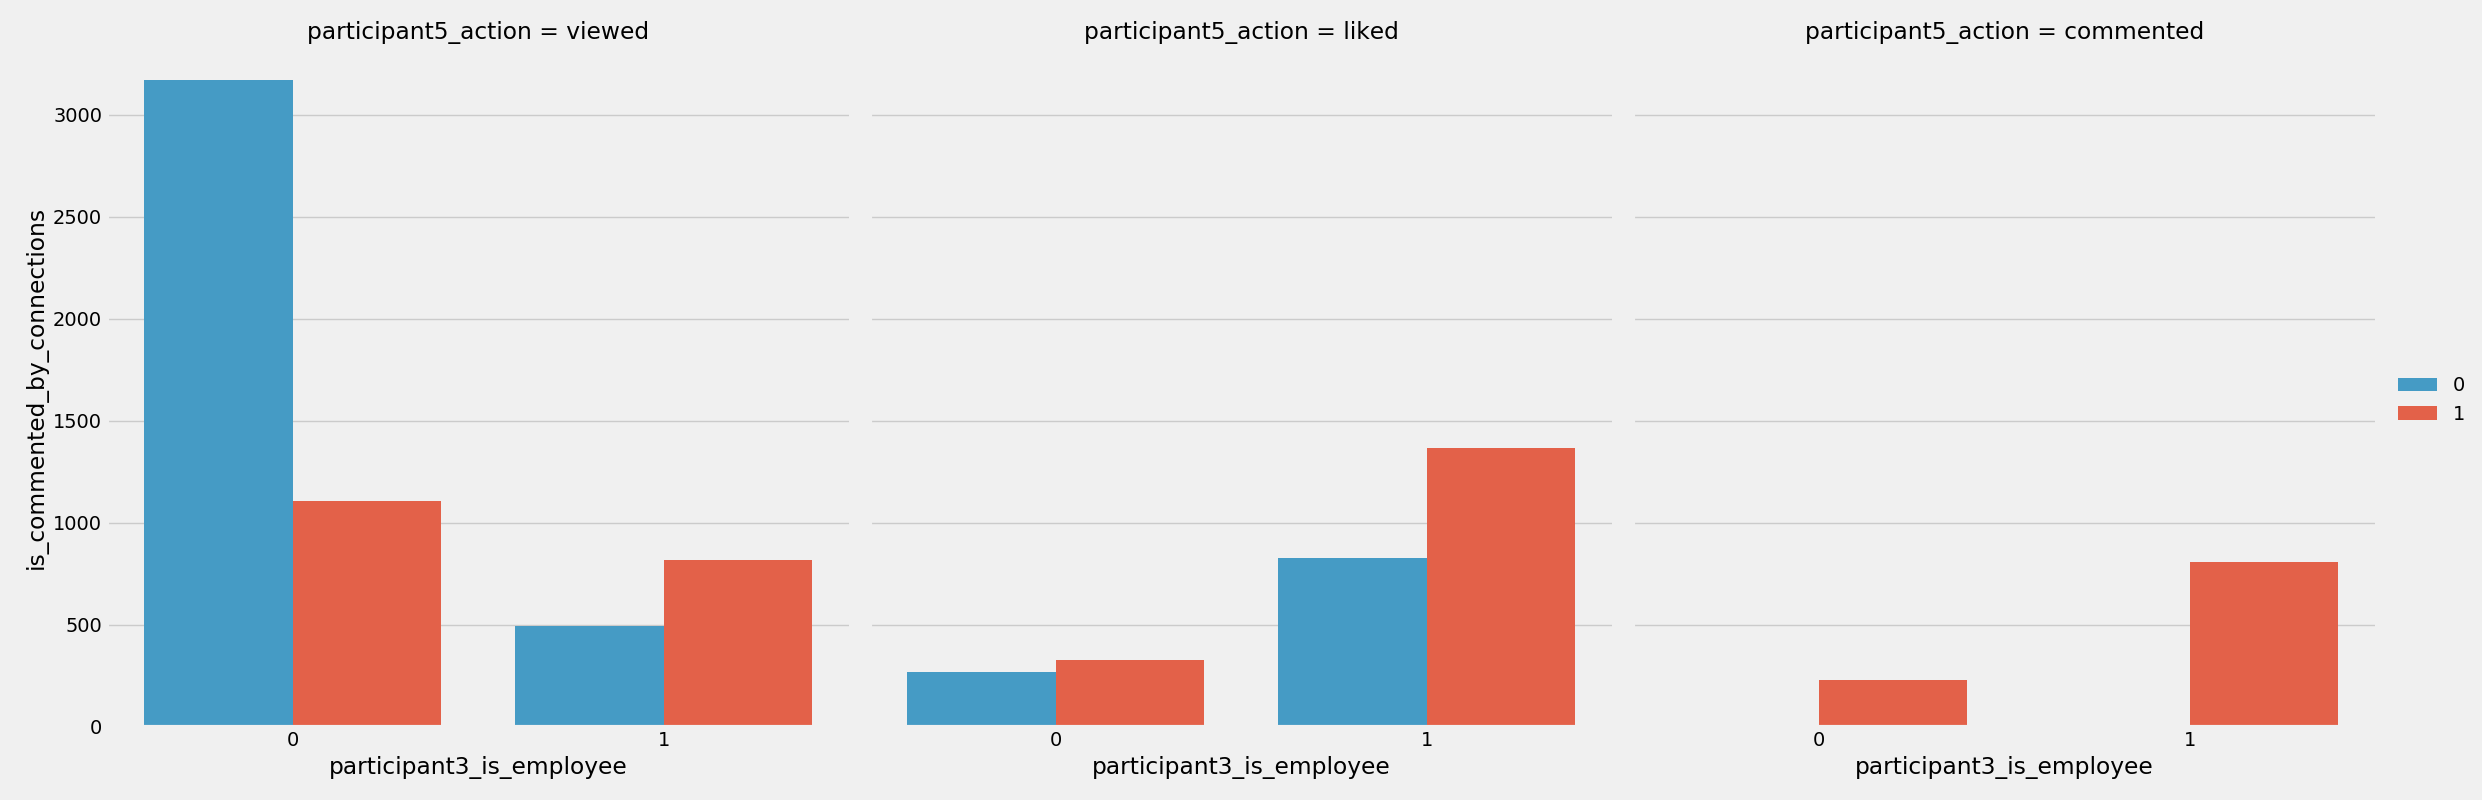 participant5_action = viewed
participant5_action = liked
participant5_action = commented
is_commented_by_connections
3000
2500
2000
1500
1000
500
0
0
1
0
1
0
1
participant3_is_employee
participant3_is_employee
participant3_is_employee
0
1